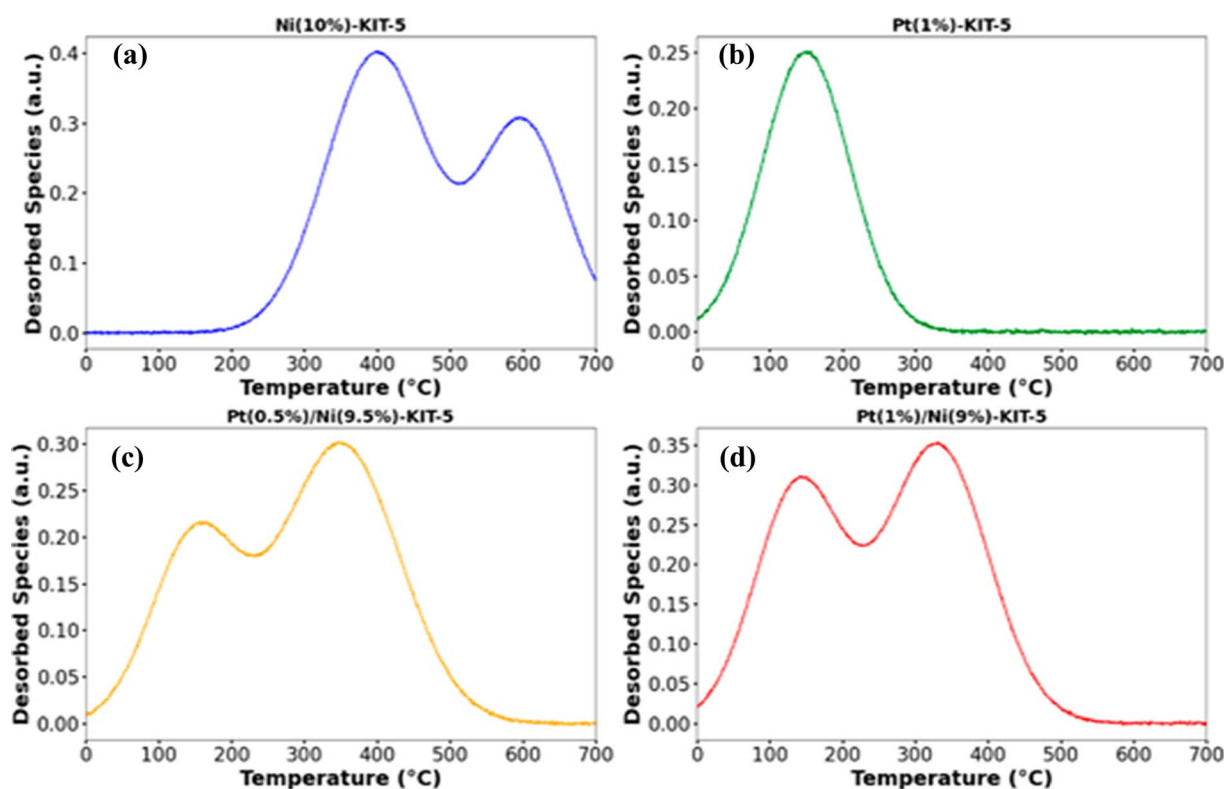 Ni(10%)-KIT-5
(a)
Desorbed Species (a.u.)
0.4
0.3
0.2
0.1
0.0
0 100 200 300 400 500 600 700
Temperature (°C)
Pt(1%)-KIT-5
(b)
Desorbed Species (a.u.)
0.25
0.20
0.15
0.10
0.05
0.00
0 100 200 300 400 500 600 700
Temperature (°C)
Pt(0.5%)/Ni(9.5%)-KIT-5
(c)
Desorbed Species (a.u.)
0.30
0.25
0.20
0.15
0.10
0.05
0.00
0 100 200 300 400 500 600 700
Temperature (°C)
Pt(1%)/Ni(9%)-KIT-5
(d)
Desorbed Species (a.u.)
0.35
0.30
0.25
0.20
0.15
0.10
0.05
0.00
0 100 200 300 400 500 600 700
Temperature (°C)